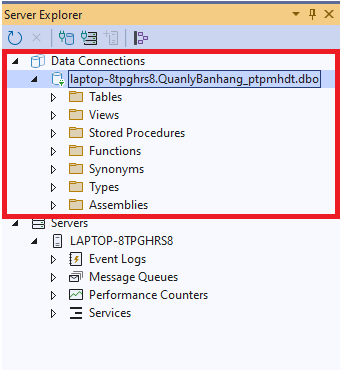 Server Explorer
Data Connections
laptop-8tpghrs8.QuanlyBanhang_ptpmhdt.dbo
Tables
Views
Stored Procedures
Functions
Synonyms
Types
Assemblies
Servers
LAPTOP-8TPGHRS8
Event Logs
Message Queues
Performance Counters
Services